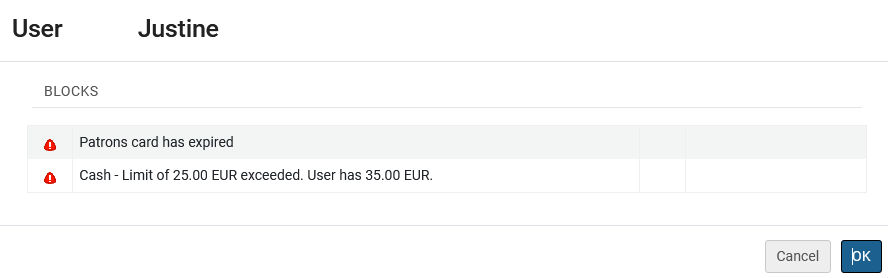 User Justine
BLOCKS
Patrons card has expired
Cash - Limit of 25.00 EUR exceeded. User has 35.00 EUR.
Cancel OK